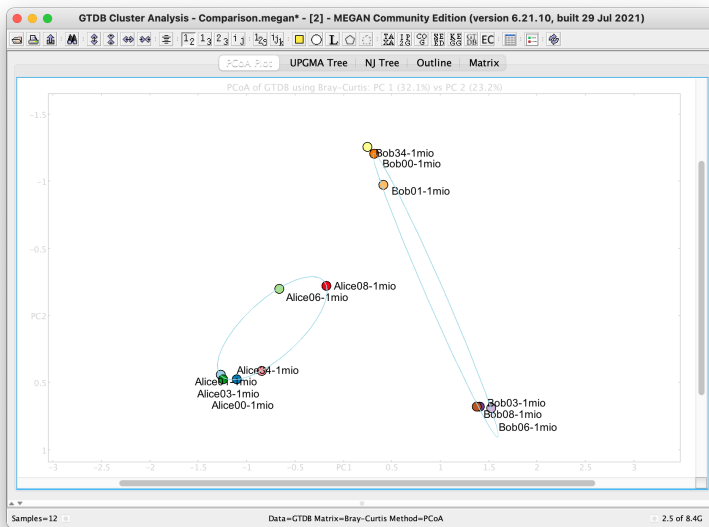 GTDB Cluster Analysis - Comparison.megan* - [2] - MEGAN Community Edition (version 6.21.10, built 29 Jul 2021)
EC
PCoA Plot UPGMA Tree NJ Tree Outline Matrix
PCoA of GTDB using Bray-Curtis: PC 1 (32.1%) vs PC 2 (23.2%)
-1.5
Bob34-1mio
Bob00-1mio
-1
Bob01-1mio
-0.5
Alice08-1mio
Alice06-1mio
PC2
0.5
Alice01-1mio
Alice03-1mio
Alice00-1mio
Bob03-1mio
Bob08-1mio
Bob06-1mio
1
-3 -2.5 -2 -1.5 -1 -0.5 PC1 0.5 1 1.5 2 2.5 3
Samples=12
Data=GTDB Matrix=Bray-Curtis Method=PCoA
2.5 of 8.4G